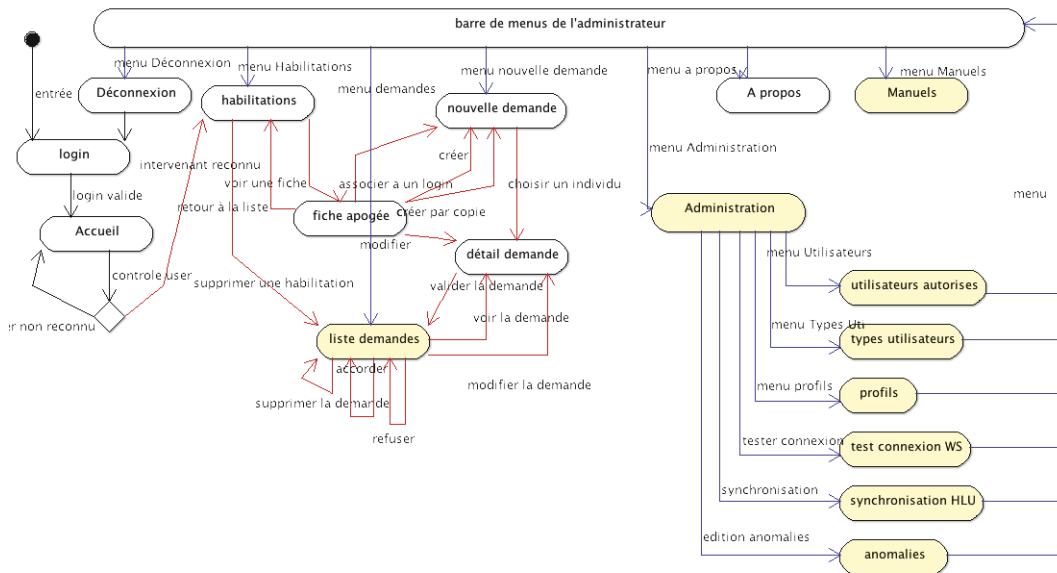 barre de menus de l'administrateur
menu Déconnexion
menu Habilitations
menu nouvelle demande
menu a propos
menu Manuels
menu demandes
entrée
Déconnexion
habilitations
nouvelle demande
A propos
Manuels
login
intervenant reconnu
créer
menu Administration
voir une fiche
associer a un login
choisir un individu
login valide
retour à la liste
fiche apogée
créer par copie
Administration
menu
Accueil
modifier
détail demande
menu Utilisateurs
controle user
supprimer une habilitation
valider la demande
utilisateurs autorises
er non reconnu
voir la demande
menu Types Uti
liste demandes
types utilisateurs
accorder
supprimer la demande
modifier la demande
menu profils
profils
refuser
tester connexion
test connexion WS
synchronisation
synchronisation HLU
edition anomalies
anomalies